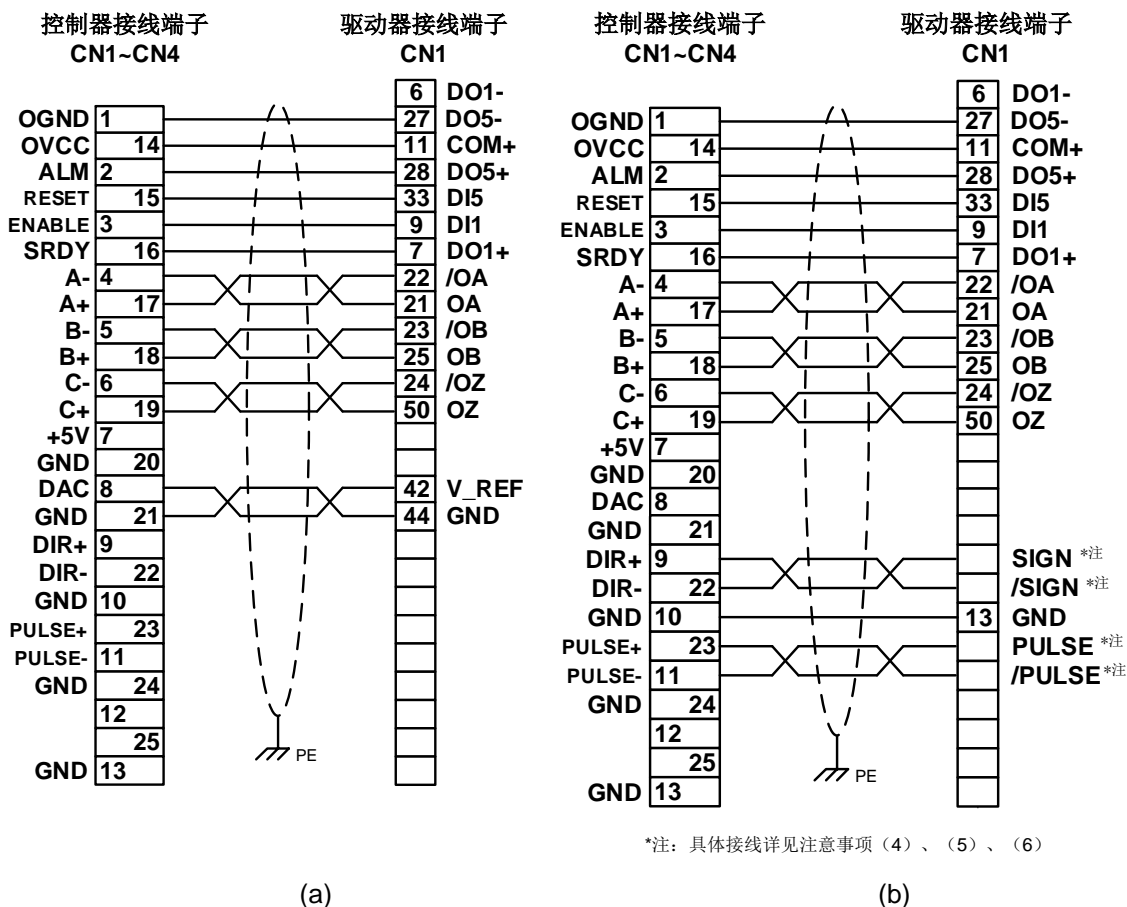 控制器接线端子
CN1~CN4
驱动器接线端子
CN1
6 DO1-
OGND 1 27 DO5-
OVCC 14 11 COM+
ALM 2 28 DO5+
RESET 15 33 DI5
ENABLE 3 9 DI1
SRDY 16 7 DO1+
A- 4 22 /OA
A+ 17 21 OA
B- 5 23 /OB
B+ 18 25 OB
C- 6 24 /OZ
C+ 19 50 OZ
+5V 7
GND 20
DAC 8 42 V_REF
GND 21 44 GND
DIR+ 9
DIR- 22
GND 10
PULSE+ 23
PULSE- 11
GND 24
12
25
GND 13
PE
(a)
控制器接线端子
CN1~CN4
驱动器接线端子
CN1
6 DO1-
OGND 1 27 DO5-
OVCC 14 11 COM+
ALM 2 28 DO5+
RESET 15 33 DI5
ENABLE 3 9 DI1
SRDY 16 7 DO1+
A- 4 22 /OA
A+ 17 21 OA
B- 5 23 /OB
B+ 18 25 OB
C- 6 24 /OZ
C+ 19 50 OZ
+5V 7
GND 20
DAC 8
GND 21
DIR+ 9 SIGN *注
DIR- 22 /SIGN *注
GND 10 13 GND
PULSE+ 23 PULSE *注
PULSE- 11 /PULSE*注
GND 24
12
25
GND 13
PE
*注：具体接线详见注意事项（4）、（5）、（6）
(b)